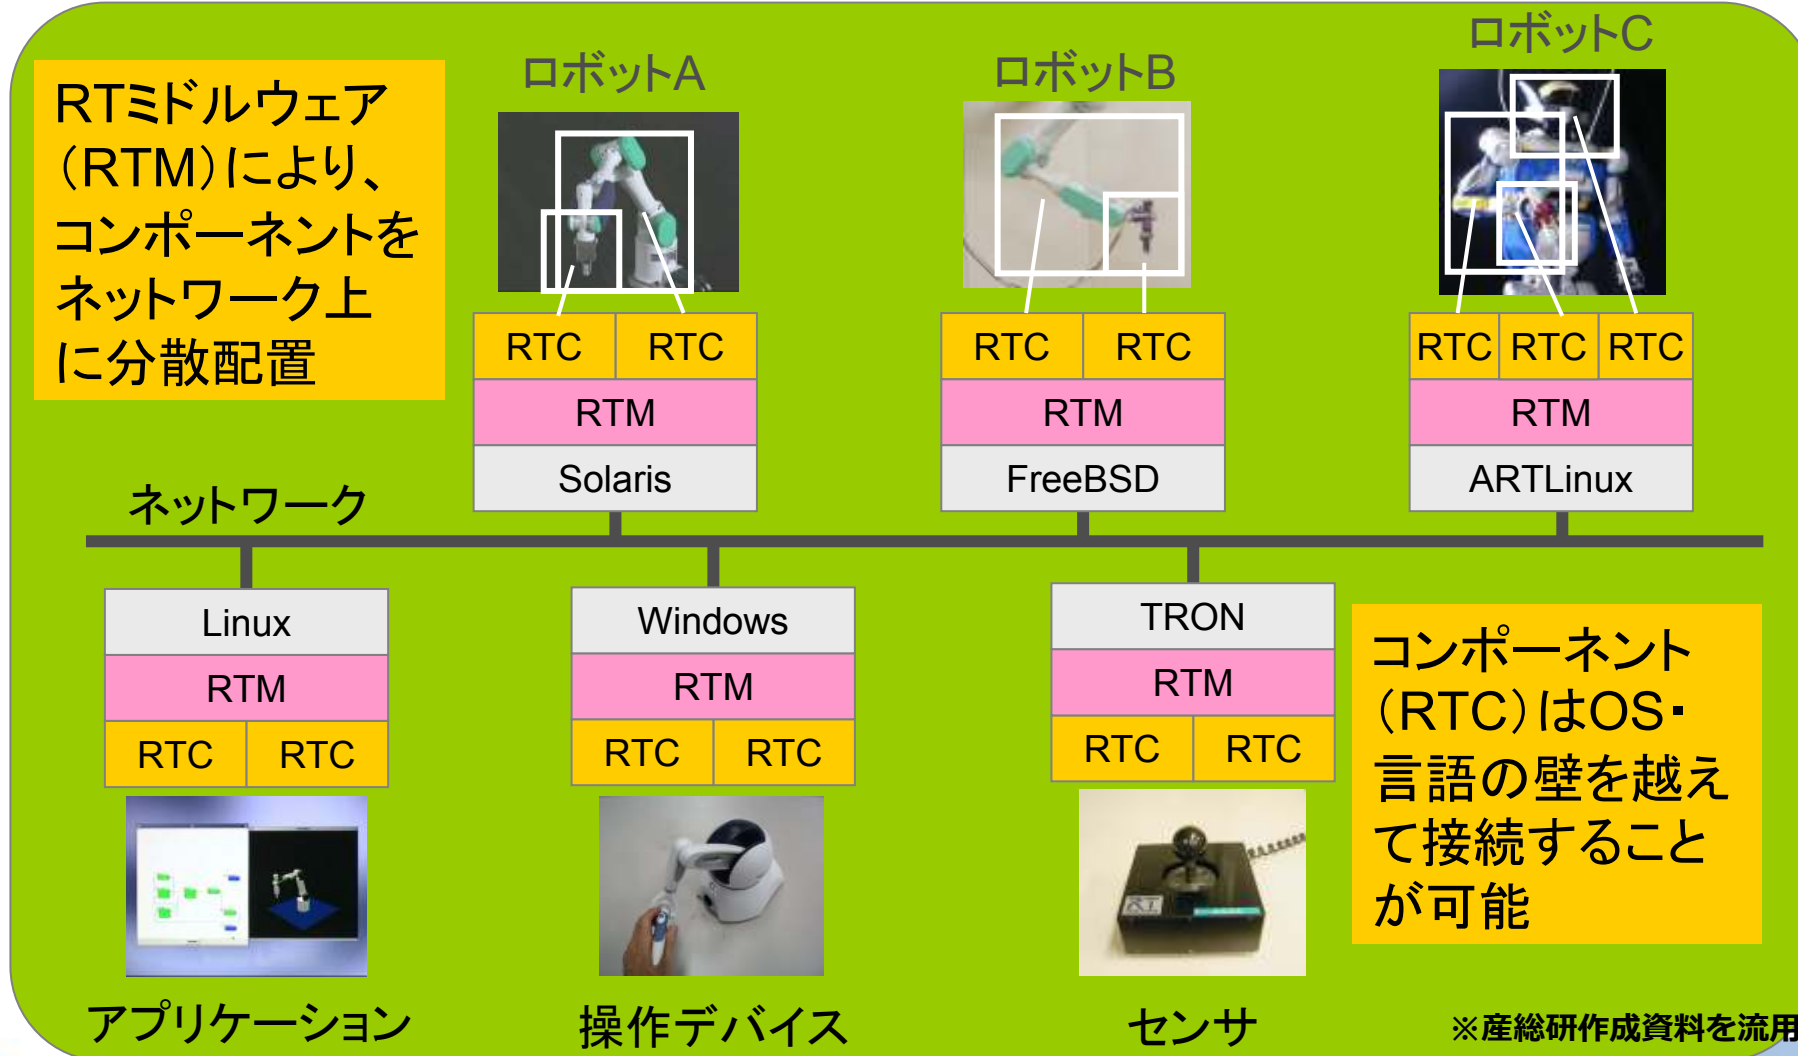 ロボットA
ロボットB
ロボットC
RTミドルウェア
（RTM）により、
コンポーネントを
ネットワーク上
に分散配置
RTC RTC
RTM
Solaris
RTC RTC
RTM
FreeBSD
RTC RTC RTC
RTM
ARTLinux
ネットワーク
Linux
RTM
RTC RTC
アプリケーション
Windows
RTM
RTC RTC
操作デバイス
TRON
RTM
RTC RTC
センサ
コンポーネント
（RTC）はOS・
言語の壁を越え
て接続すること
が可能
※産総研作成資料を流用